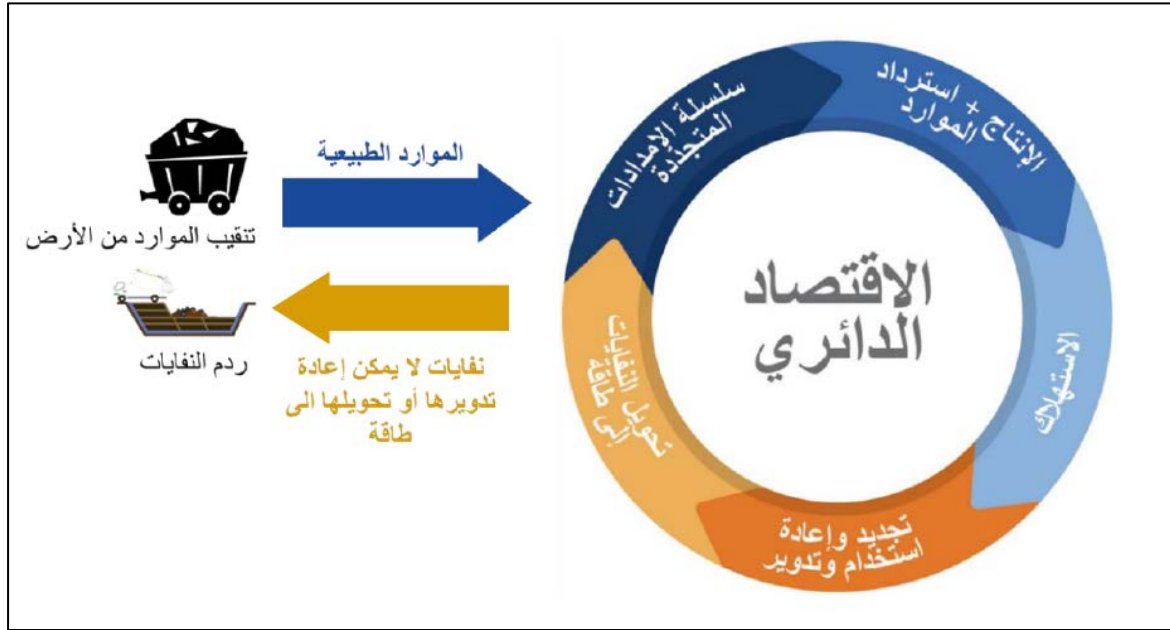 الموارد الطبيعية
تنقيب الموارد من الأرض
ردم النفايات
نفايات لا يمكن إعادة
تدويرها أو تحويلها الى
طاقة
الاقتصاد
الدائري
سلسلة الإمدادات
المتجددة
الإنتاج + استرداد
الموارد
الاستهلاك
تجديد وإعادة
استخدام وتدوير
تحويل النفايات
إلى طاقة